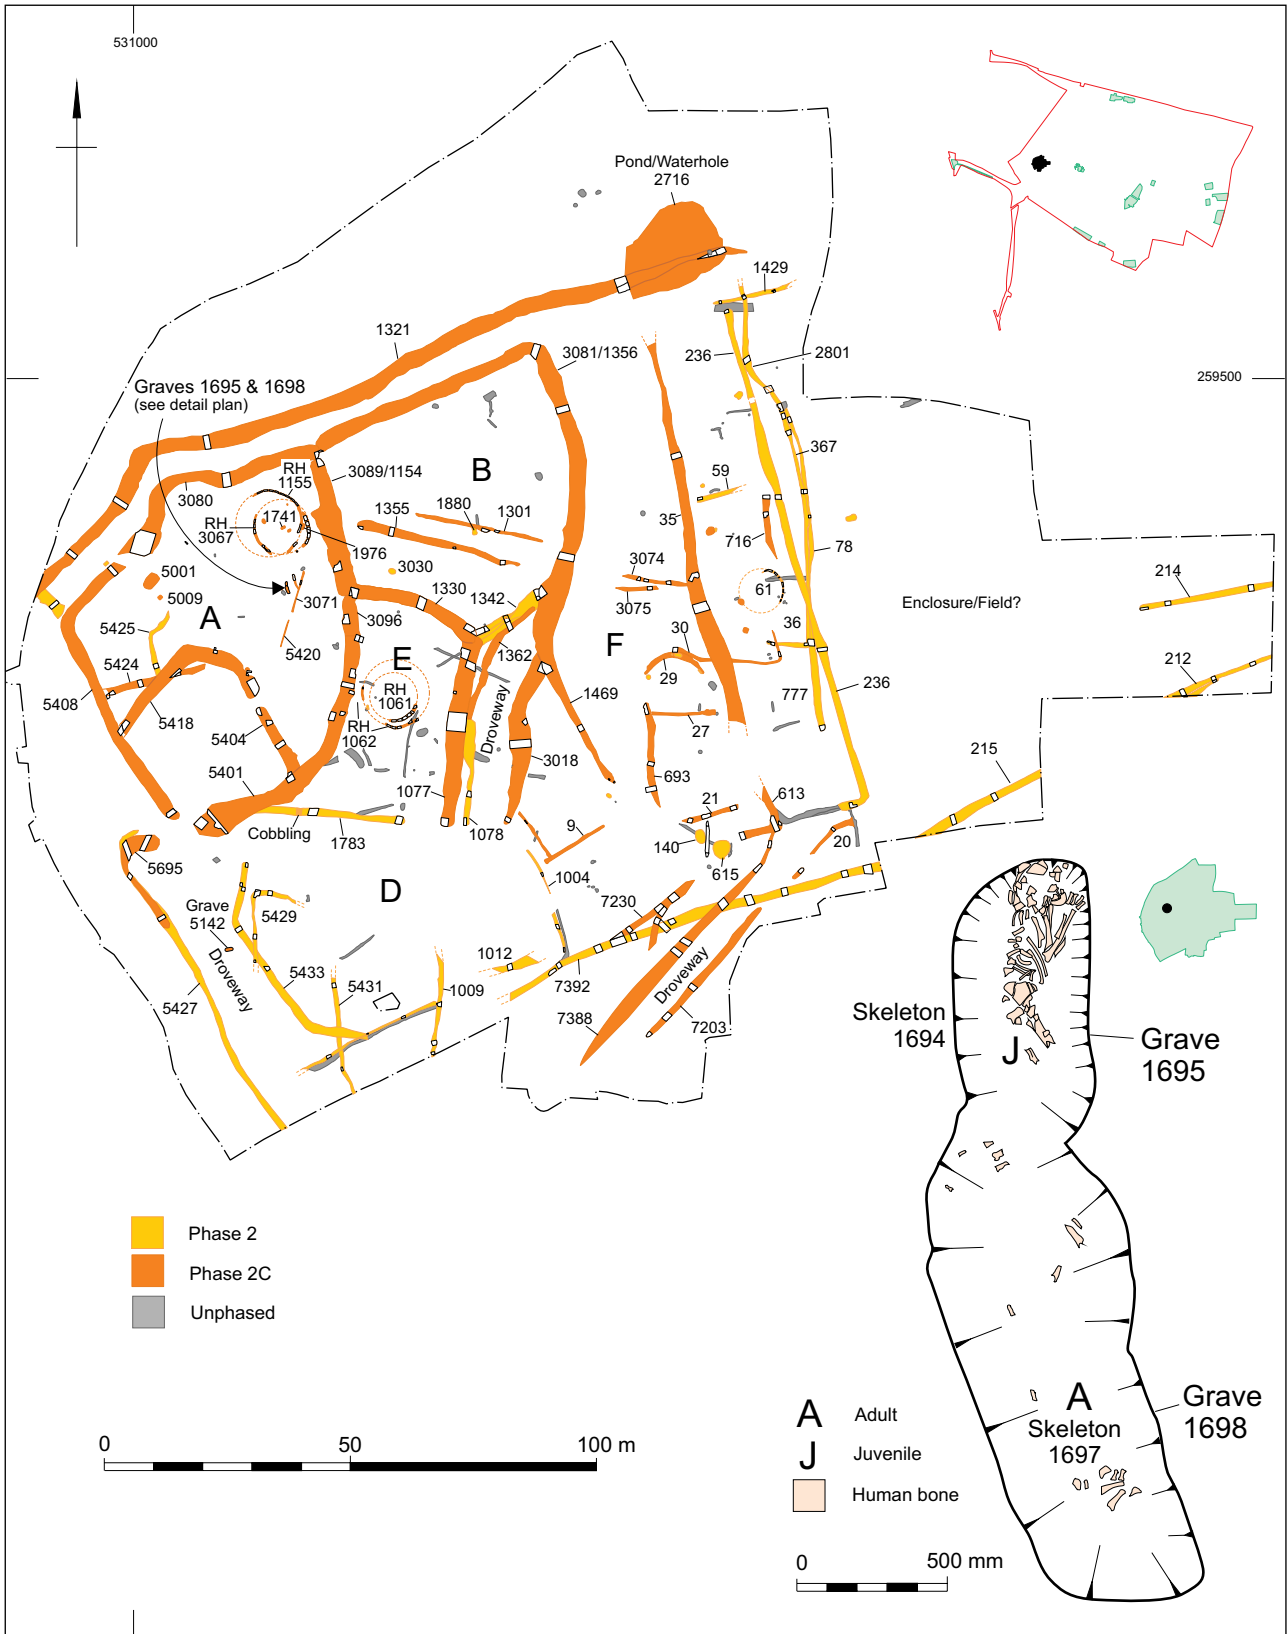 531000
Pond/Waterhole
2716
1429
1321
3081/1356
236
2801
Graves 1695 & 1698
(see detail plan)
259500
367
3089/1154
RH
1155
B
3080
59
1880
1301
1355
1741
RH
3067
35
1976
716
78
3030
3074
214
5001
1330
1342
61
5009
3071
3075
Enclosure/Field?
A
3096
5425
30
36
F
5420
1362
E
212
5424
29
236
RH
1061
5408
1469
777
5418
Droveway
27
5404
RH
1062
215
3018
5401
693
1077
613
21
9
Cobbling
1783
1078
140
20
5695
615
1004
D
7230
Grave
5142
5429
1012
Droveway
5433
5431
1009
7392
Droveway
5427
7388
7203
Skeleton
1694
J
Grave
1695
Phase 2
Phase 2C
Unphased
A
Skeleton
1697
Grave
1698
A Adult
J Juvenile
Human bone
0 50 100 m
0 500 mm